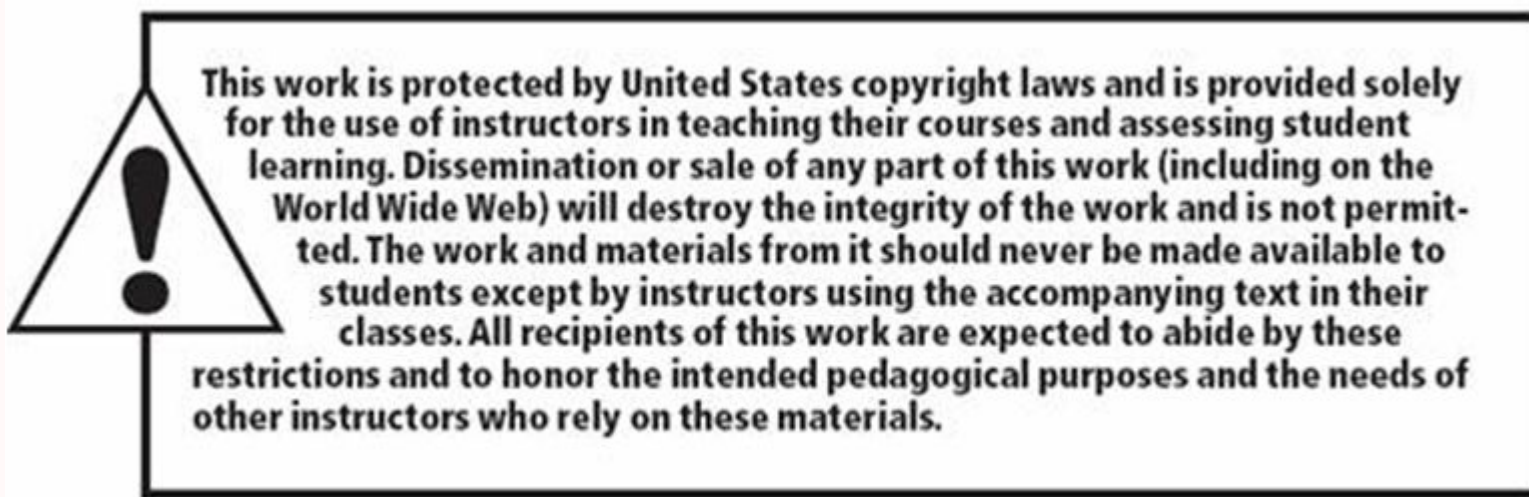 This work is protected by United States copyright laws and is provided solely
for the use of instructors in teaching their courses and assessing student
learning. Dissemination or sale of any part of this work (including on the
World Wide Web) will destroy the integrity of the work and is not permit-
ted. The work and materials from it should never be made available to
students except by instructors using the accompanying text in their
classes. All recipients of this work are expected to abide by these
restrictions and to honor the intended pedagogical purposes and the needs of
other instructors who rely on these materials.